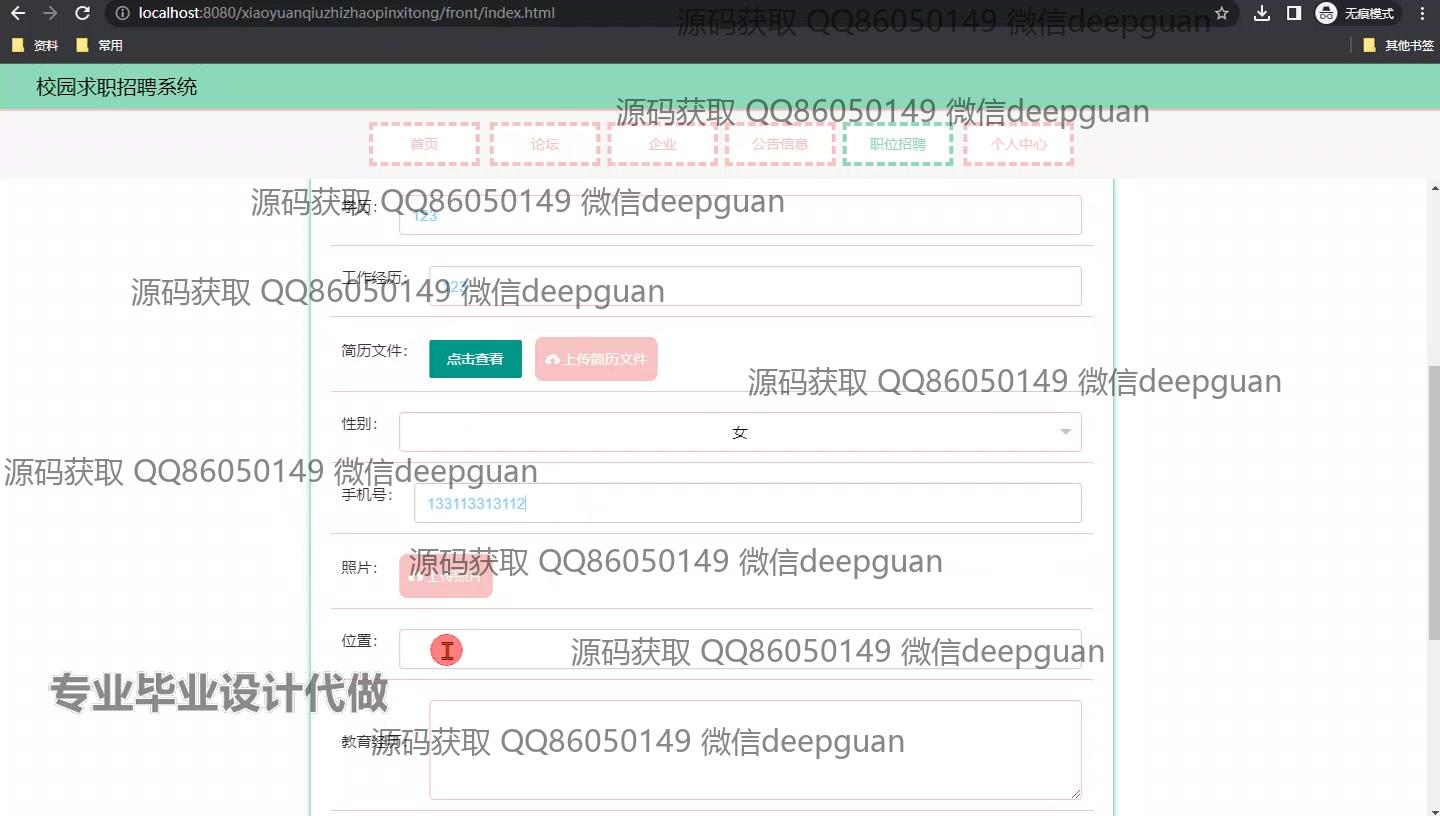 localhost:8080/xiaoyuanqiuzhizhaopinxitong/front/index.html
无痕模式
源码获取 QQ86050149 微信deepguan
资料 常用 其他书签
校园求职招聘系统
源码获取 QQ86050149 微信deepguan
首页 论坛 企业 公告信息 职位招聘 个人中心
源码获取 QQ86050149 微信deepguan
123
工作经历: 123
源码获取 QQ86050149 微信deepguan
简历文件: 点击查看 上传简历文件
源码获取 QQ86050149 微信deepguan
性别: 女
源码获取 QQ86050149 微信deepguan
手机号: 133113313112
照片: 上传照片
源码获取 QQ86050149 微信deepguan
位置:
源码获取 QQ86050149 微信deepguan
专业毕业设计代做
教育经历:
源码获取 QQ86050149 微信deepguan